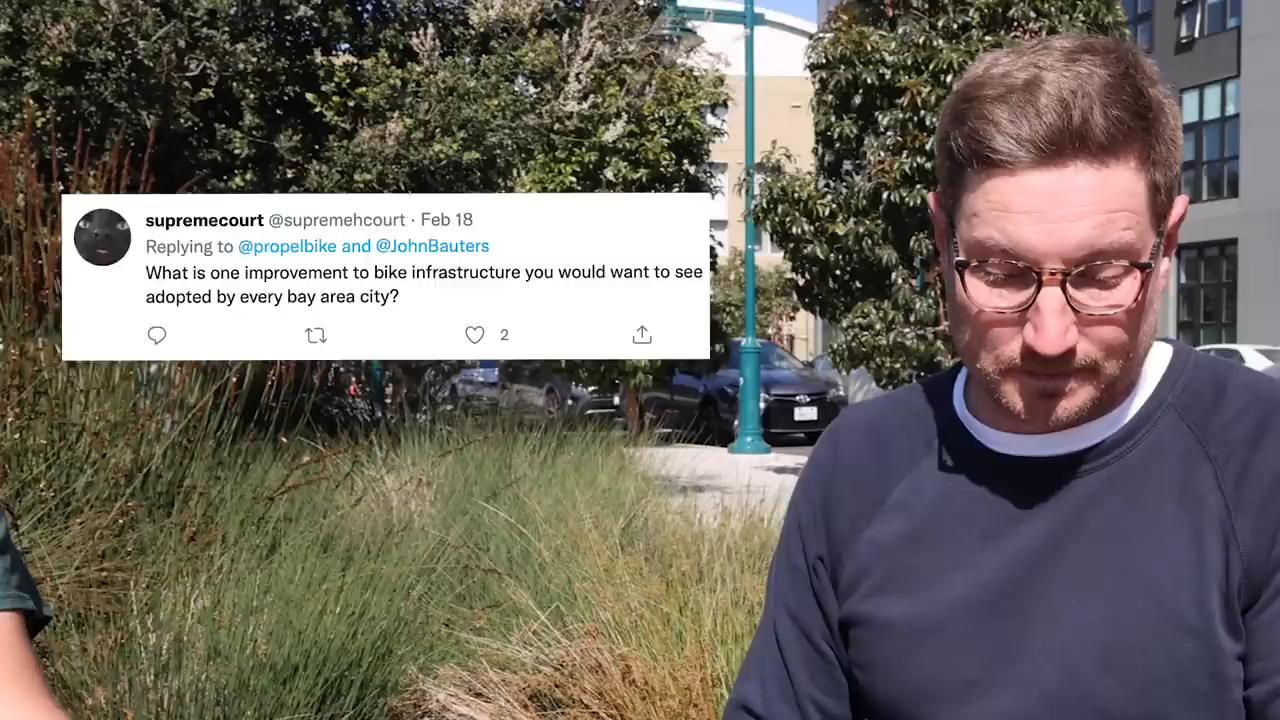 supremecourt @supremehcourt · Feb 18
Replying to @propelbike and @JohnBauters
What is one improvement to bike infrastructure you would want to see
adopted by every bay area city?
2